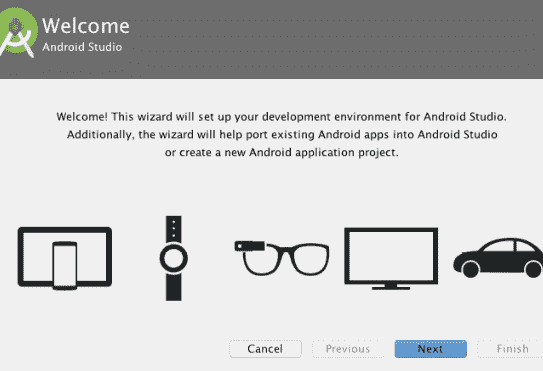 Welcome
Android Studio
Welcome! This wizard will set up your development environment for Android Studio.
Additionally, the wizard will help port existing Android apps into Android Studio
or create a new Android application project.
Cancel
Previous
Next
Finish